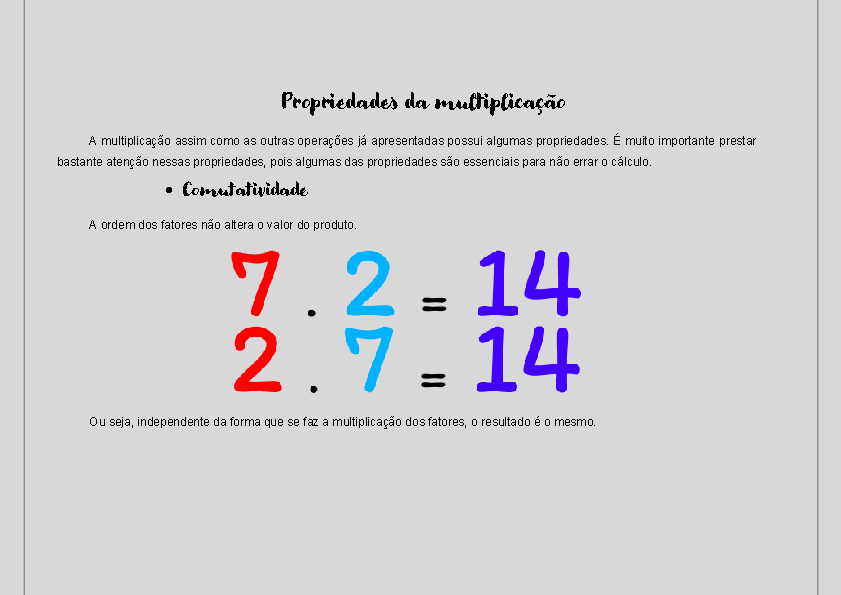 Propriedades da multiplicação
A multiplicação assim como as outras operações já apresentadas possui algumas propriedades. É muito importante prestar
bastante atenção nessas propriedades, pois algumas das propriedades são essenciais para não errar o cálculo.
• Comutatividade
A ordem dos fatores não altera o valor do produto.
7 . 2 = 14
2 . 7 = 14
Ou seja, independente da forma que se faz a multiplicação dos fatores, o resultado é o mesmo.